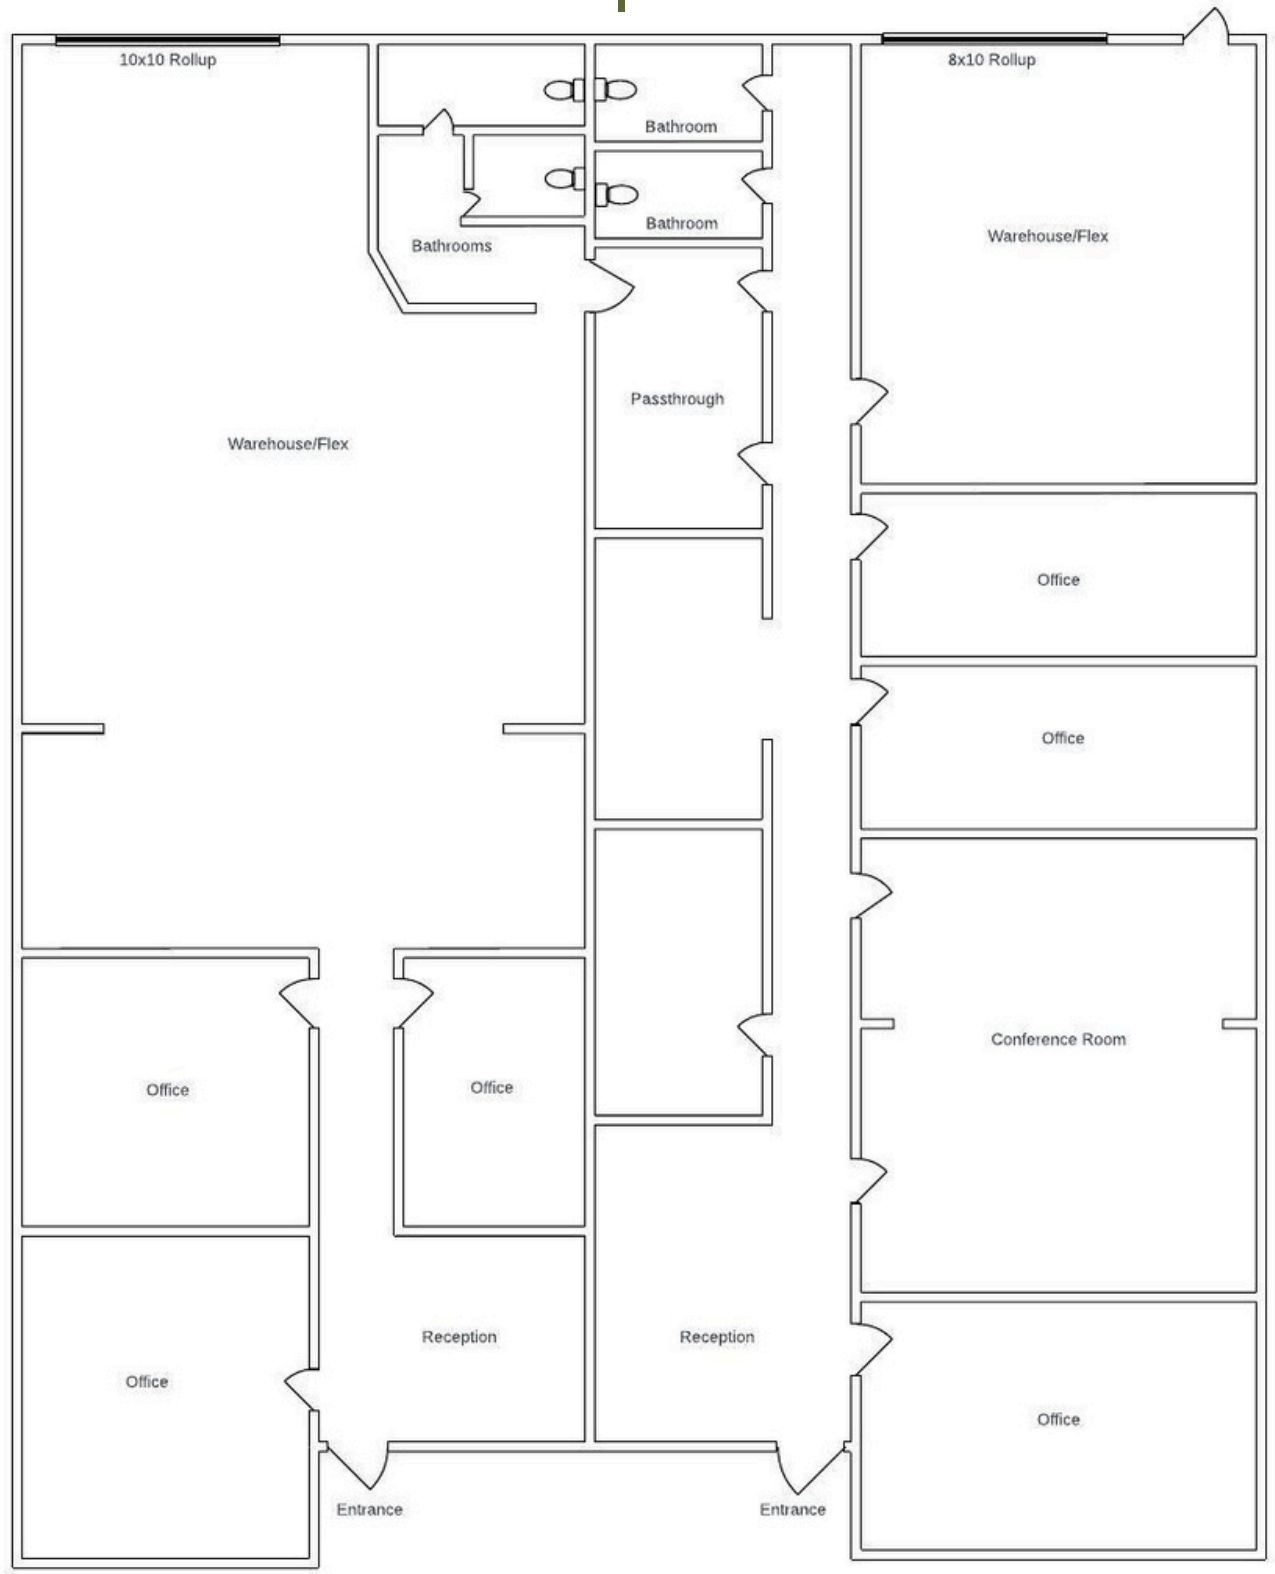 10x10 Rollup
8x10 Rollup
Bathroom
Bathroom
Warehouse/Flex
Bathrooms
Passthrough
Warehouse/Flex
Office
Office
Conference Room
Office
Office
Reception
Reception
Office
Office
Entrance
Entrance